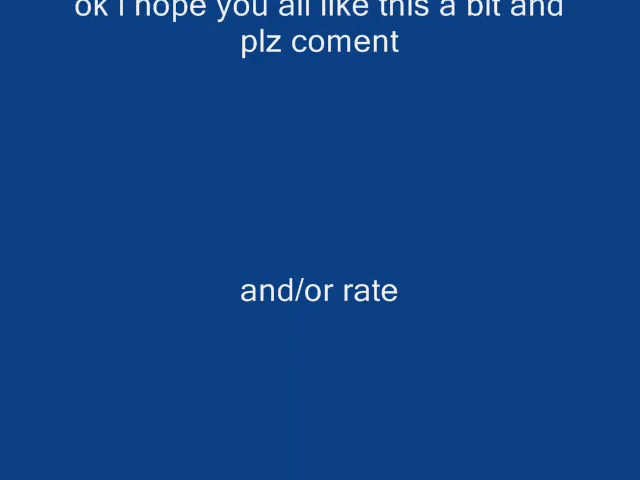 ok i hope you all like this a bit and
plz coment
and/or rate